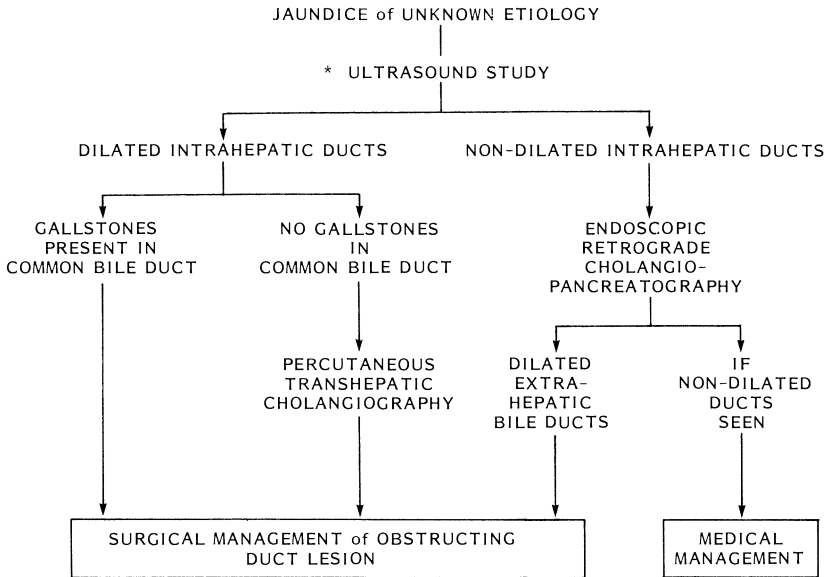 JAUNDICE of UNKNOWN ETIOLOGY
* ULTRASOUND STUDY
DILATED INTRAHEPATIC DUCTS
NON-DILATED INTRAHEPATIC DUCTS
GALLSTONES
PRESENT IN
COMMON BILE DUCT
NO GALLSTONES
IN
COMMON BILE DUCT
ENDOSCOPIC
RETROGRADE
CHOLANGIO-
PANCREATOGRAPHY
PERCUTANEOUS
TRANSHEPATIC
CHOLANGIOGRAPHY
DILATED
EXTRA-
HEPATIC
BILE DUCTS
IF
NON-DILATED
DUCTS
SEEN
SURGICAL MANAGEMENT of OBSTRUCTING
DUCT LESION
MEDICAL
MANAGEMENT